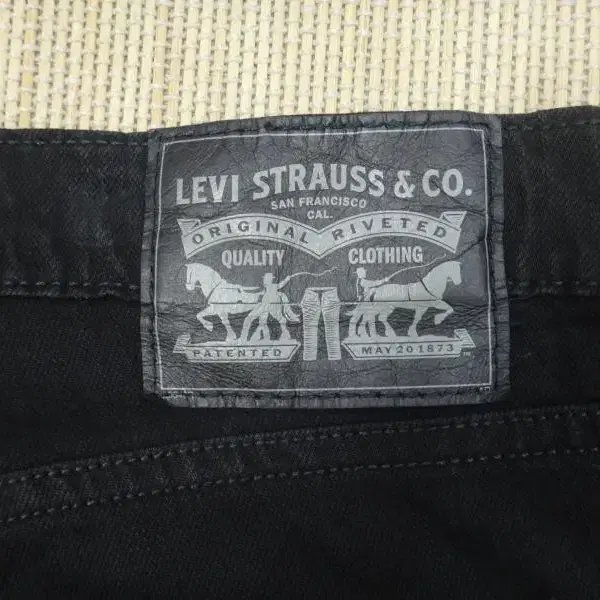 LEVI STRAUSS & CO.
SAN FRANCISCO
CAL.
ORIGINAL RIVETED
QUALITY CLOTHING
PATENTED MAY 20 1873